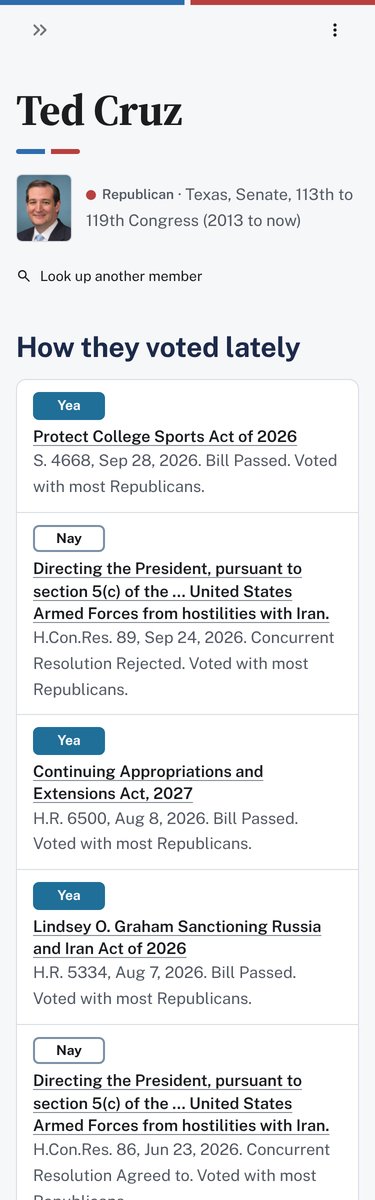 Ted Cruz
Republican · Texas, Senate, 113th to
119th Congress (2013 to now)
Look up another member
How they voted lately
Yea
Protect College Sports Act of 2026
S. 4668, Sep 28, 2026. Bill Passed. Voted
with most Republicans.
Nay
Directing the President, pursuant to
section 5(c) of the ... United States
Armed Forces from hostilities with Iran.
H.Con.Res. 89, Sep 24, 2026. Concurrent
Resolution Rejected. Voted with most
Republicans.
Yea
Continuing Appropriations and
Extensions Act, 2027
H.R. 6500, Aug 8, 2026. Bill Passed.
Voted with most Republicans.
Yea
Lindsey O. Graham Sanctioning Russia
and Iran Act of 2026
H.R. 5334, Aug 7, 2026. Bill Passed.
Voted with most Republicans.
Nay
Directing the President, pursuant to
section 5(c) of the ... United States
Armed Forces from hostilities with Iran.
H.Con.Res. 86, Jun 23, 2026. Concurrent
Resolution Agreed to. Voted with most
Republicans.